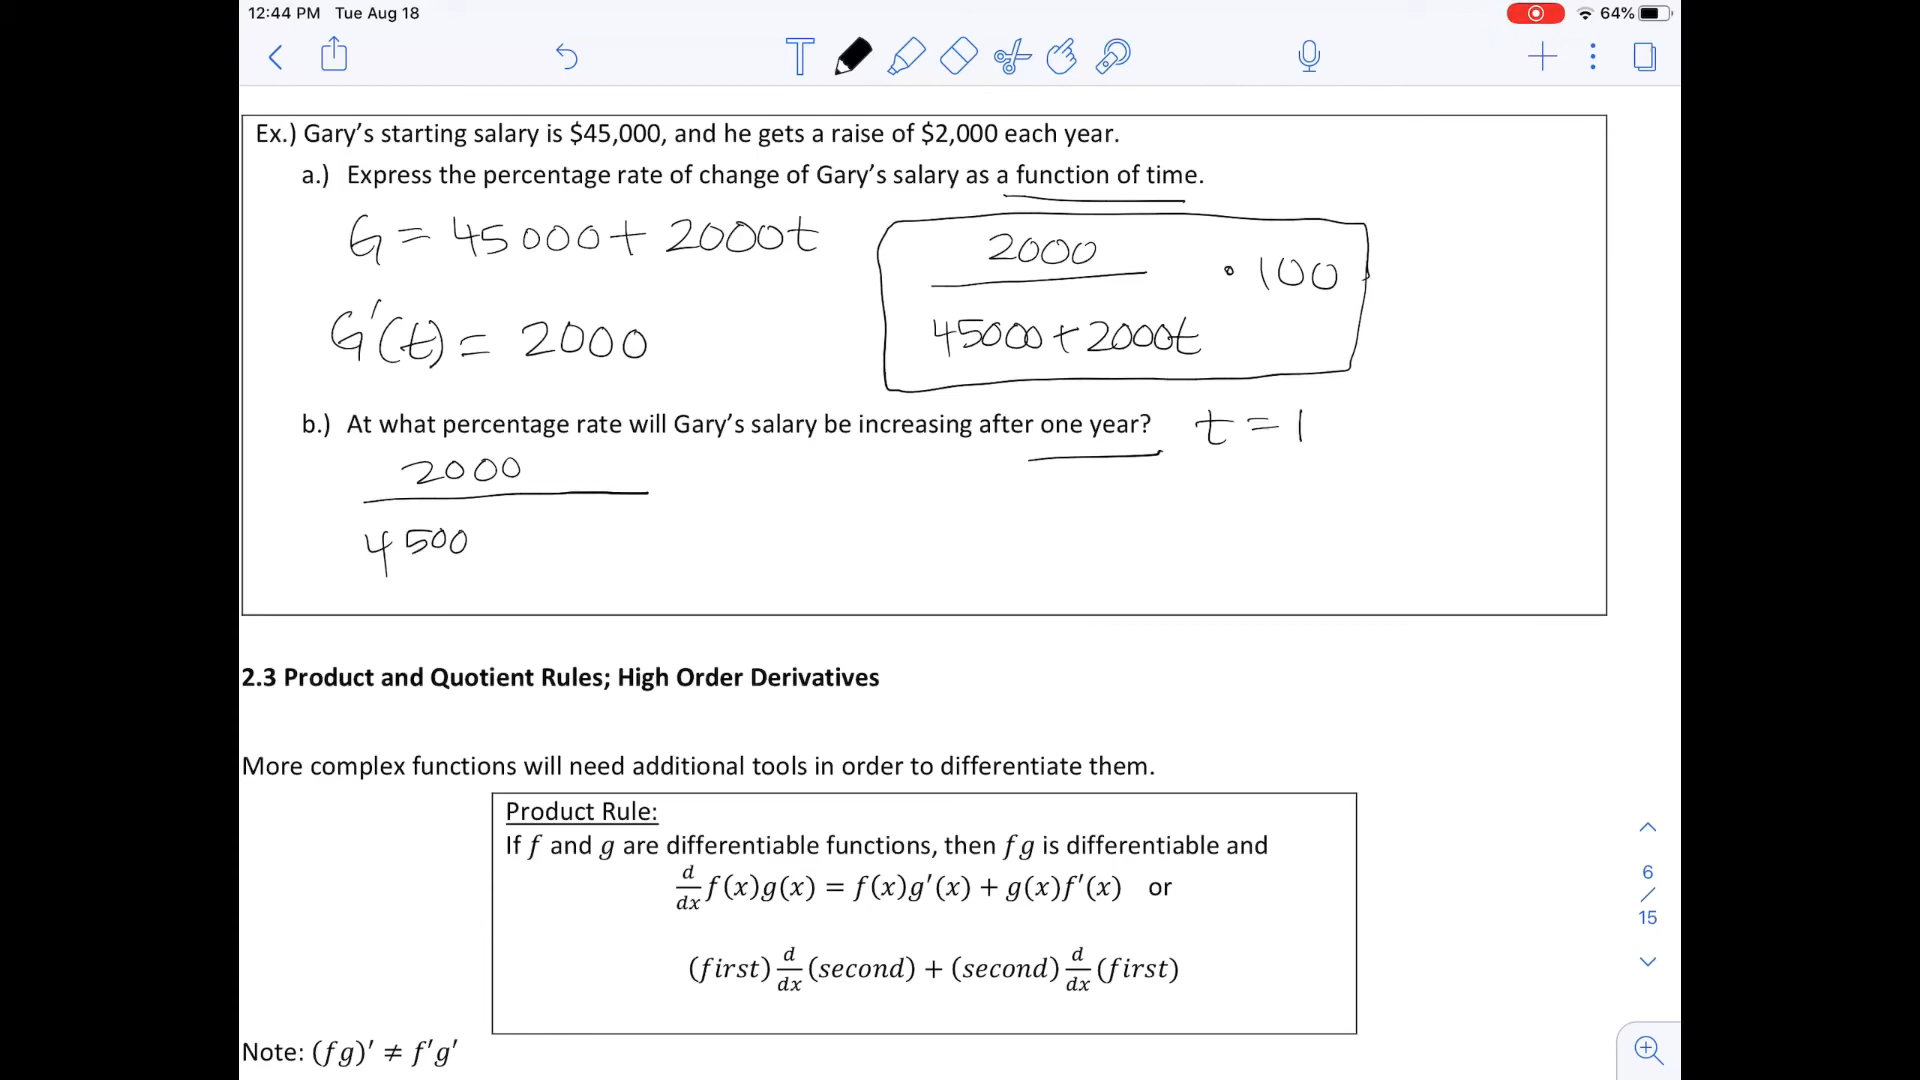 12:44 PM Tue Aug 18
64%
Ex.) Gary's starting salary is $45,000, and he gets a raise of $2,000 each year.
a.) Express the percentage rate of change of Gary's salary as a function of time.
G = 45000 + 2000t
2000
45000 + 2000t
• 100
G'(t) = 2000
b.) At what percentage rate will Gary's salary be increasing after one year?
t = 1
2000
4500
2.3 Product and Quotient Rules; High Order Derivatives
More complex functions will need additional tools in order to differentiate them.
Product Rule:
If f and g are differentiable functions, then fg is differentiable and
d/dx f(x)g(x) = f(x)g'(x) + g(x)f'(x) or
(first) d/dx (second) + (second) d/dx (first)
Note: (fg)' ≠ f'g'
6
/
15